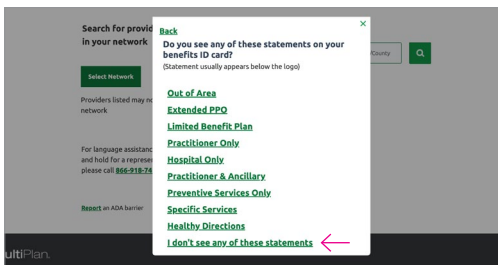 Search for provid
in your network
Select Network
Providers listed may no
network
For language assistanc
and hold for a represe
please call 866-918-74
Report an ADA barrier
ultiPlan.
/County
Back
×
Do you see any of these statements on your
benefits ID card?
(Statement usually appears below the logo)
Out of Area
Extended PPO
Limited Benefit Plan
Practitioner Only
Hospital Only
Practitioner & Ancillary
Preventive Services Only
Specific Services
Healthy Directions
I don't see any of these statements